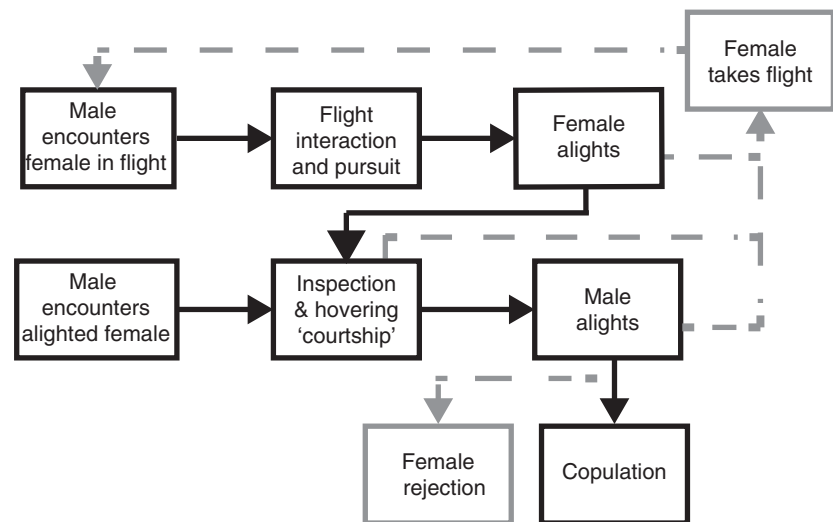 Female
takes flight
Male
encounters
female in flight
Flight
interaction
and pursuit
Female
alights
Male
encounters
alighted female
Inspection
& hovering
‘courtship’
Male
alights
Female
rejection
Copulation